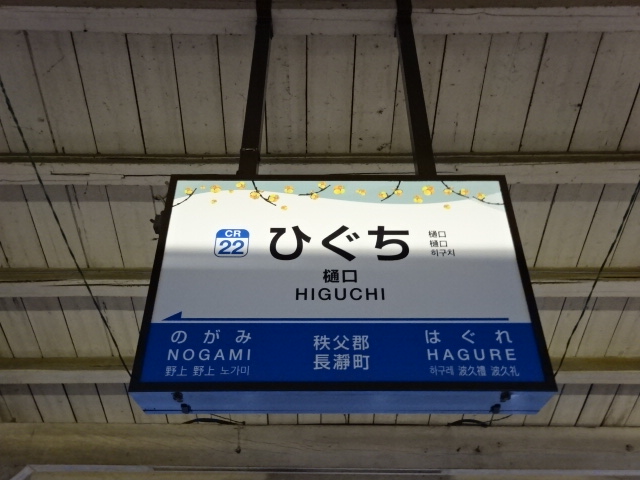 CR
22
ひぐち
樋口
樋口
히구치
樋口
HIGUCHI
のがみ
NOGAMI
野上 野上 노가미
秩父郡
長瀞町
はぐれ
HAGURE
하구레 波久禮 波久礼